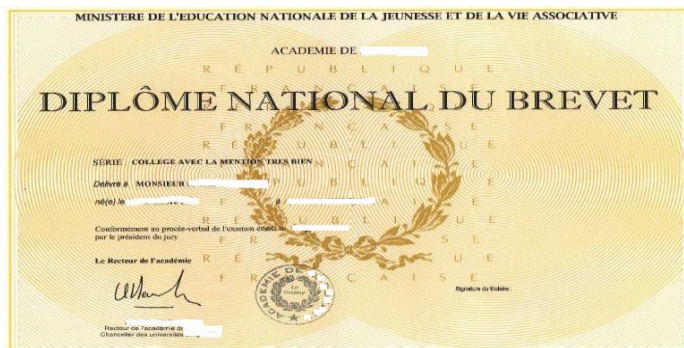 MINISTERE DE L'EDUCATION NATIONALE DE LA JEUNESSE ET DE LA VIE ASSOCIATIVE
ACADEMIE DE
RÉPUBLIQUE
FRANÇAISE
DIPLÔME NATIONAL DU BREVET
SÉRIE : COLLEGE AVEC LA MENTION TRES BIEN
Délivré à MONSIEUR
né(e) le à
Conformément au procès-verbal de l'examen établi le
par le président du jury
Le Recteur de l'académie
ACADEMIE DE
Signature du titulaire :
Recteur de l'académie de
Chancelier des universités